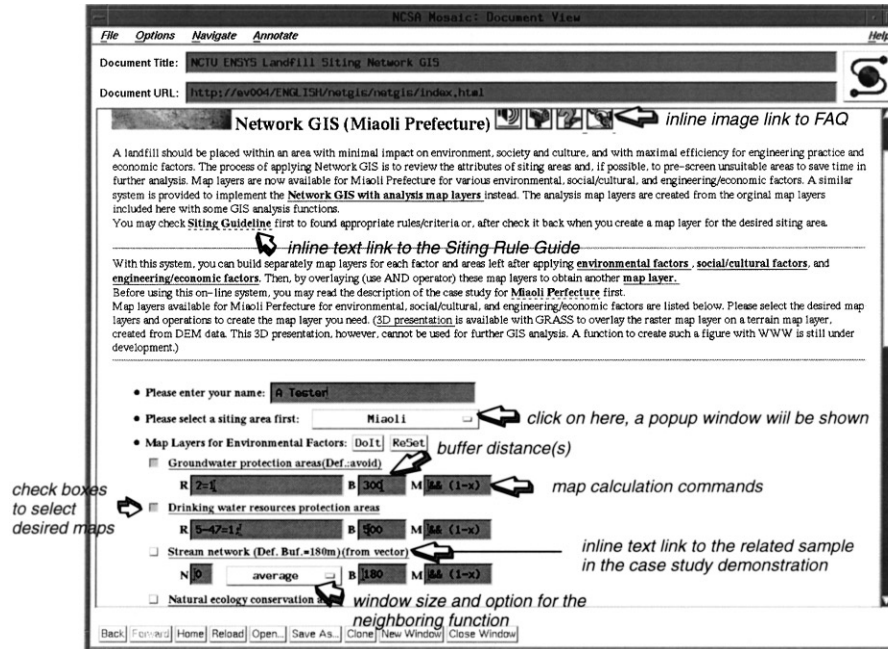 NCSA Mosaic: Document View
File Options Navigate Annotate Help
Document Title: NCTU ENSYS Landfill Siting Network GIS
Document URL: http://ev004/ENGLISH/netgis/netgis/index.html
Network GIS (Miaoli Prefecture)
inline image link to FAQ
A landfill should be placed within an area with minimal impact on environment, society and culture, and with maximal efficiency for engineering practice and
economic factors. The process of applying Network GIS is to review the attributes of siting areas and, if possible, to pre-screen unsuitable areas to save time in
further analysis. Map layers are now available for Miaoli Prefecture for various environmental, social/cultural, and engineering/economic factors. A similar
system is provided to implement the Network GIS with analysis map layers instead. The analysis map layers are created from the orginal map layers
included here with some GIS analysis functions.
You may check Siting Guideline first to found appropriate rules/criteria or, after check it back when you create a map layer for the desired siting area.
inline text link to the Siting Rule Guide
With this system, you can build separately map layers for each factor and areas left after applying environmental factors , social/cultural factors, and
engineering/economic factors. Then, by overlaying (use AND operator) these map layers to obtain another map layer.
Before using this on-line system, you may read the description of the case study for Miaoli Perfecture first.
Map layers available for Miaoli Prefecture for environmental, social/cultural, and engineering/economic factors are listed below. Please select the desired map
layers and operations to create the map layer you need. (3D presentation is available with GRASS to overlay the raster map layer on a terrain map layer,
created from DEM data. This 3D presentation, however, cannot be used for further GIS analysis. A function to create such a figure with WWW is still under
development.)
• Please enter your name: A Tester
• Please select a siting area first: Miaoli
click on here, a popup window wiil be shown
• Map Layers for Environmental Factors: DoIt ReSet
buffer distance(s)
Groundwater protection areas(Def.:avoid)
R 2=1 B 300 M && (1-x)
map calculation commands
check boxes
to select
desired maps
Drinking water resources protection areas
R 5-47=1; B 500 M && (1-x)
Stream network (Def. Buf.=180m)(from vector)
inline text link to the related sample
in the case study demonstration
N 0 average B 180 M && (1-x)
Natural ecology conservation
window size and option for the
neighboring function
Back Forward Home Reload Open... Save As... Clone New Window Close Window